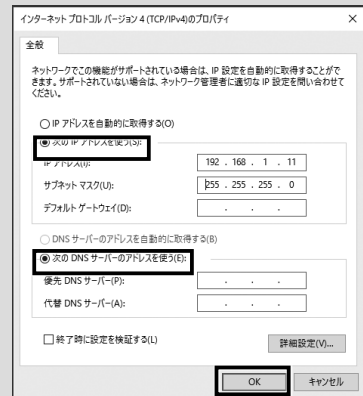 インターネット プロトコル バージョン 4 (TCP/IPv4)のプロパティ
×
全般
ネットワークでこの機能がサポートされている場合は、IP 設定を自動的に取得することがで
きます。サポートされていない場合は、ネットワーク管理者に適切な IP 設定を問い合わせて
ください。
IP アドレスを自動的に取得する(O)
次の IP アドレスを使う(S):
IP アドレス(I): 192 . 168 . 1 . 11
サブネット マスク(U): 255 . 255 . 255 . 0
デフォルト ゲートウェイ(D): . . .
DNS サーバーのアドレスを自動的に取得する(B)
次の DNS サーバーのアドレスを使う(E):
優先 DNS サーバー(P): . . .
代替 DNS サーバー(A): . . .
終了時に設定を検証する(L)
詳細設定(V)...
OK キャンセル